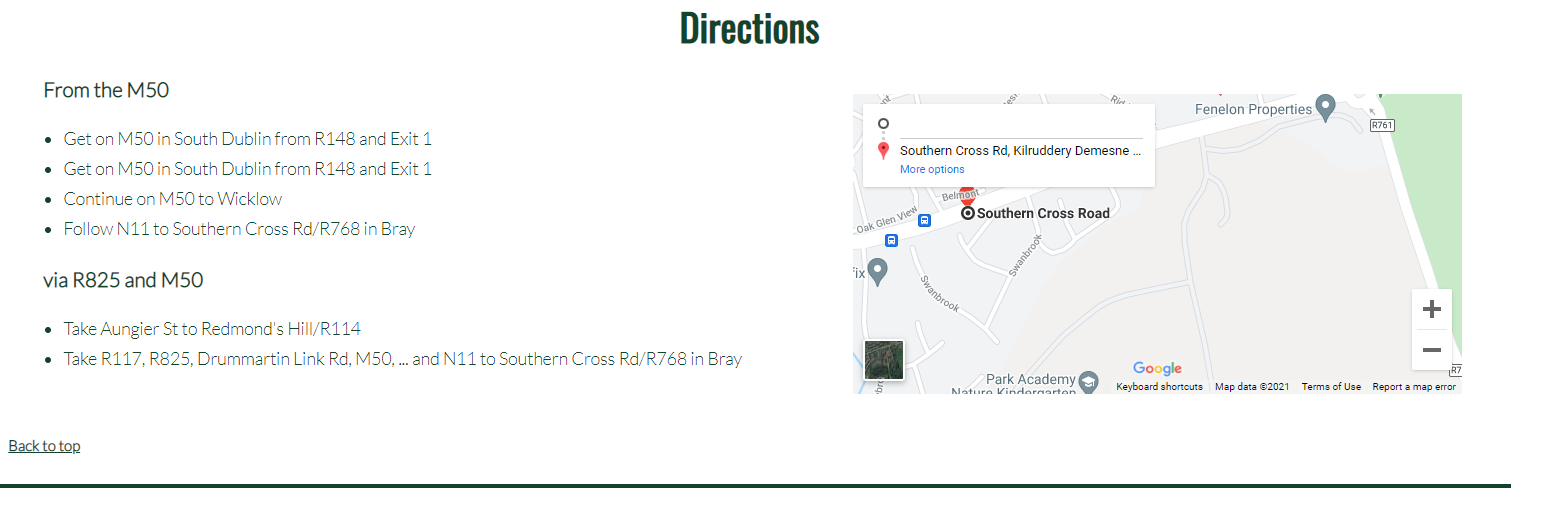 Directions
From the M50
Get on M50 in South Dublin from R148 and Exit 1
Get on M50 in South Dublin from R148 and Exit 1
Continue on M50 to Wicklow
Follow N11 to Southern Cross Rd/R768 in Bray
via R825 and M50
Take Aungier St to Redmond's Hill/R114
Take R117, R825, Drummartin Link Rd, M50, ... and N11 to Southern Cross Rd/R768 in Bray
Back to top
Fenelon Properties
R761
Southern Cross Rd, Kilruddery Demesne ...
More options
Belmont
Oak Glen View
Southern Cross Road
Swanbrook
Swanbrook
Park Academy
Nature Kindergarten
Google
Keyboard shortcuts
Map data ©2021
Terms of Use
Report a map error